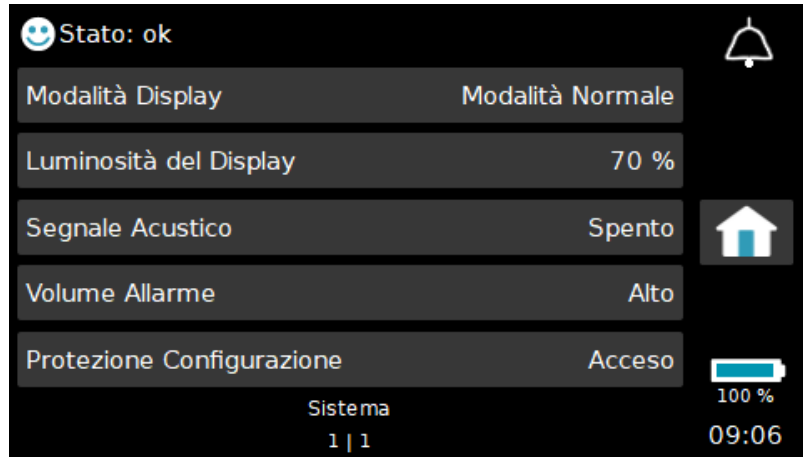 Stato: ok
Modalità Display Modalità Normale
Luminosità del Display 70 %
Segnale Acustico Spento
Volume Allarme Alto
Protezione Configurazione Acceso
Sistema
1 | 1
100 %
09:06